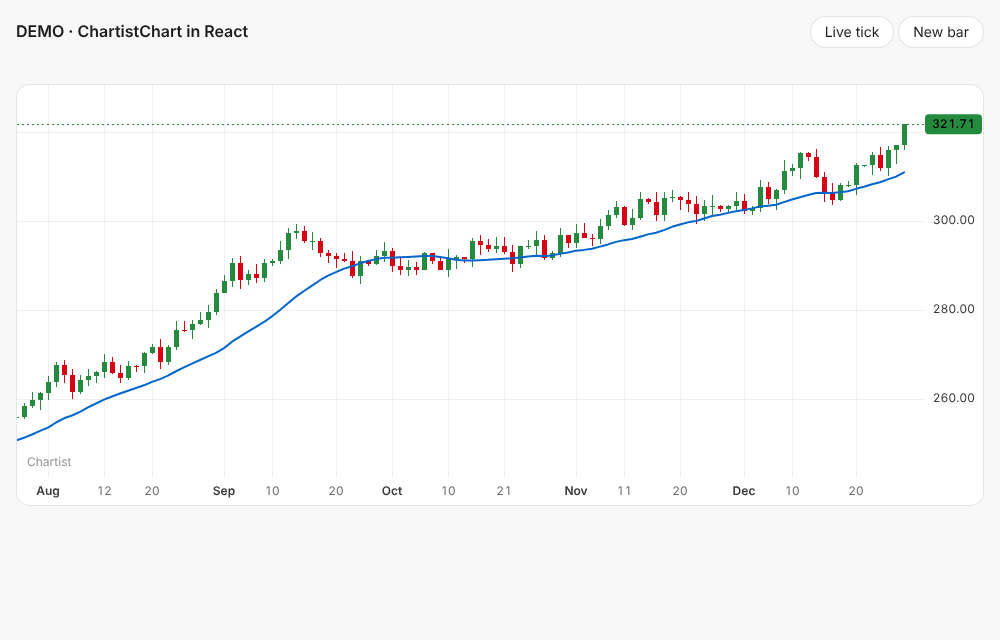 DEMO · ChartistChart in React
Live tick
New bar
321.71
300.00
280.00
260.00
Chartist
Aug 12 20 Sep 10 20 Oct 10 21 Nov 11 20 Dec 10 20